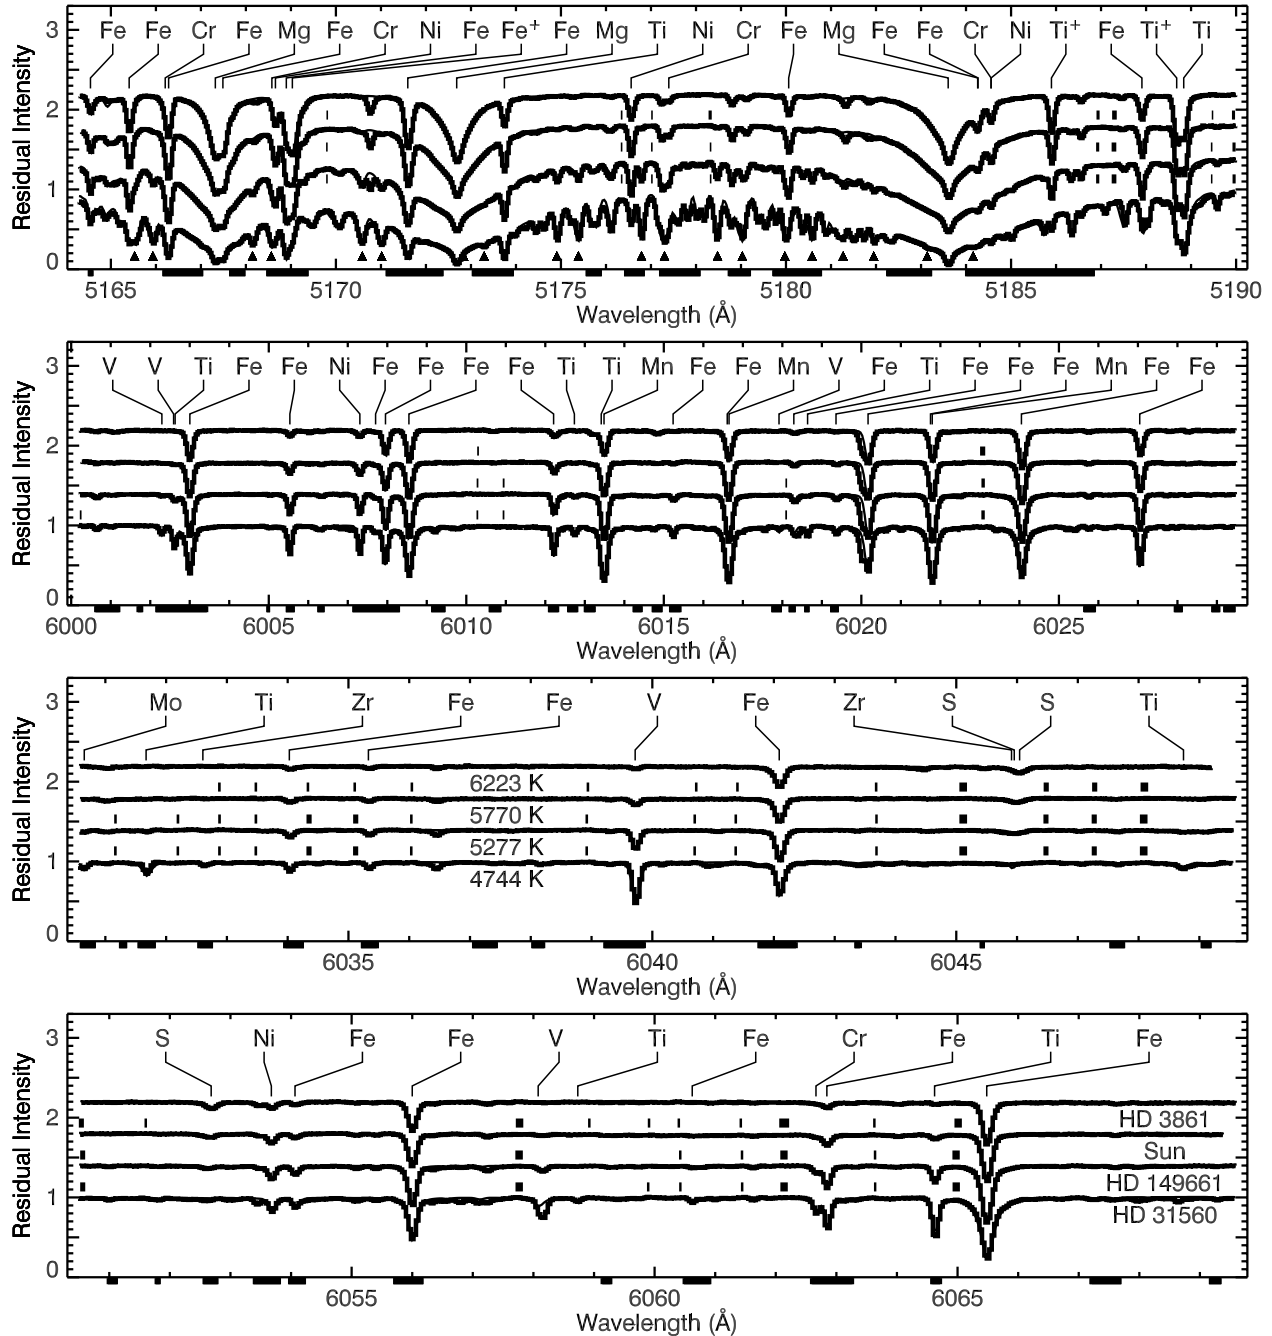 Fe Fe Cr Fe Mg Fe Cr Ni Fe Fe⁺ Fe Mg Ti Ni Cr Fe Mg Fe Fe Cr Ni Ti⁺ Fe Ti⁺ Ti
3
2
1
0
Residual Intensity
5165 5170 5175 5180 5185 5190
Wavelength (Å)
V V Ti Fe Fe Ni Fe Fe Fe Fe Ti Ti Mn Fe Fe Mn V Fe Ti Fe Fe Fe Mn Fe Fe
3
2
1
0
Residual Intensity
6000 6005 6010 6015 6020 6025
Wavelength (Å)
Mo Ti Zr Fe Fe V Fe Zr S S Ti
3
2
1
0
Residual Intensity
6223 K
5770 K
5277 K
4744 K
6035 6040 6045
Wavelength (Å)
S Ni Fe Fe V Ti Fe Cr Fe Ti Fe
3
2
1
0
Residual Intensity
HD 3861
Sun
HD 149661
HD 31560
6055 6060 6065
Wavelength (Å)